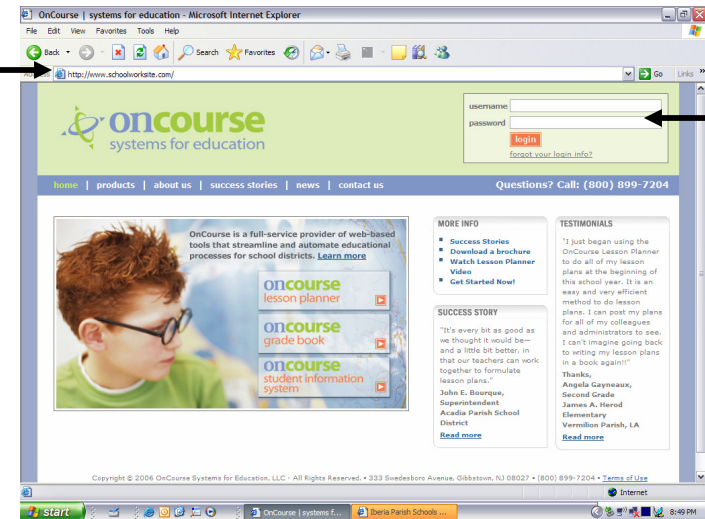 OnCourse | systems for education - Microsoft Internet Explorer
File Edit View Favorites Tools Help
Back Search Favorites
http://www.schoolworksite.com/ Go Links
oncourse
systems for education
username
password
login
forgot your login info?
home | products | about us | success stories | news | contact us
Questions? Call: (800) 899-7204
OnCourse is a full-service provider of web-based
tools that streamline and automate educational
processes for school districts. Learn more
oncourse
lesson planner
oncourse
grade book
oncourse
student information
system
MORE INFO
Success Stories
Download a brochure
Watch Lesson Planner
Video
Get Started Now!
SUCCESS STORY
"It's every bit as good as
we thought it would be—
and a little bit better, in
that our teachers can work
together to formulate
lesson plans."
John E. Bourque,
Superintendent
Acadia Parish School
District
Read more
TESTIMONIALS
"I just began using the
OnCourse Lesson Planner
to do all of my lesson
plans at the beginning of
this school year. It is an
easy and very efficient
method to do lesson
plans. I can post my plans
for all of my colleagues
and administrators to see.
I can't imagine going back
to writing my lesson plans
in a book again!!"
Thanks,
Angela Gayneaux,
Second Grade
James A. Herod
Elementary
Vermilion Parish, LA
Read more
Copyright © 2006 OnCourse Systems for Education, LLC - All Rights Reserved. • 333 Swedesboro Avenue, Gibbstown, NJ 08027 • (800) 899-7204 • Terms of Use
Internet
start
OnCourse | systems f...
Iberia Parish Schools ...
8:49 PM